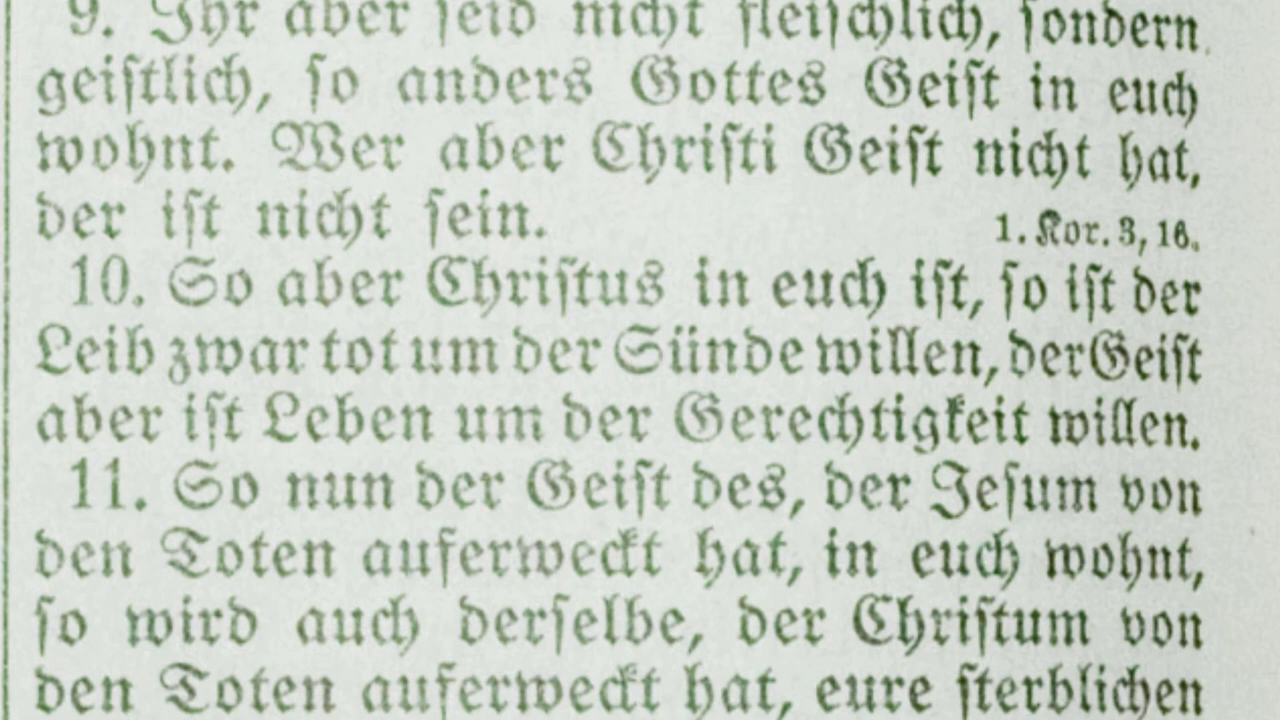 9. Ihr aber seid nicht fleischlich, sondern
geistlich, so anders Gottes Geist in euch
wohnt. Wer aber Christi Geist nicht hat,
der ist nicht sein.
1. Kor. 3, 16.
10. So aber Christus in euch ist, so ist der
Leib zwar tot um der Sünde willen, der Geist
aber ist Leben um der Gerechtigkeit willen.
11. So nun der Geist des, der Jesum von
den Toten auferweckt hat, in euch wohnt,
so wird auch derselbe, der Christum von
den Toten auferweckt hat, eure sterblichen